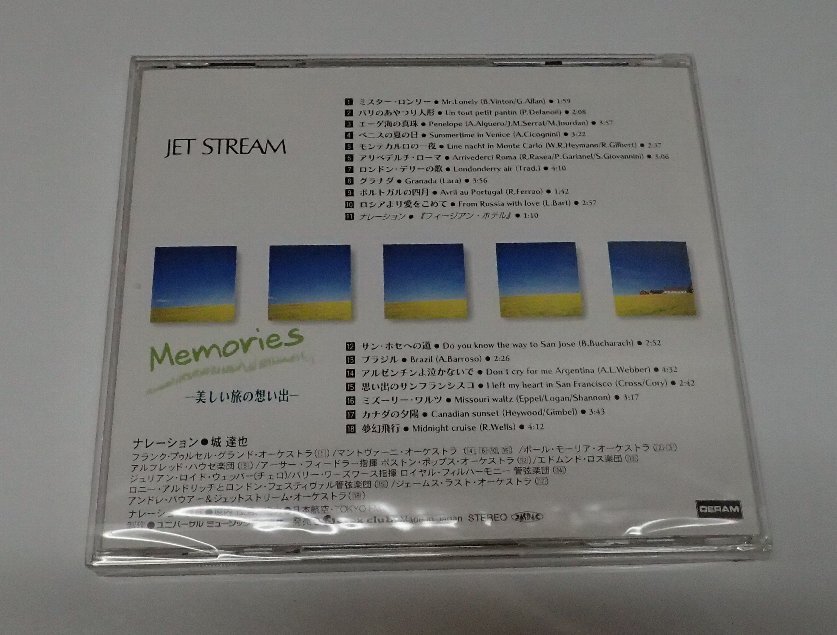 JET STREAM
1 ミスター・ロンリー ● Mr.Lonely (B.Vinton/G.Allan) ● 1:59
2 パリのあやつり人形 ● Un tout petit pantin (P.Delanon) ● 2:08
3 エーゲ海の真珠 ● Penelope (A.Alguero/J.M.Serrat/M.Jourdan) ● 3:57
4 ベニスの夏の日 ● Summertime in Venice (A.Cicognini) ● 3:22
5 モンテカルロの一夜 ● Eine nacht in Monte Carlo (W.R.Heymann/R.Gilbert) ● 2:37
6 アリベデルチ・ローマ ● Arrivederci Roma (R.Rasea/P.Garianel/S.Giovannini) ● 3:06
7 ロンドン・デリーの歌 ● Londonderry air (Trad.) ● 4:10
8 グラナダ ● Granada (Lara) ● 3:56
9 ポルトガルの四月 ● Avril au Portugal (R.Ferrao) ● 1:42
10 ロシアより愛をこめて ● From Russia with love (L.Bart) ● 2:57
11 ナレーション ● 『フィージアン・ホテル』 ● 1:10
Memories
―美しい旅の想い出―
12 サン・ホセへの道 ● Do you know the way to San Jose (B.Bucharach) ● 2:52
13 ブラジル ● Brazil (A.Barroso) ● 2:26
14 アルゼンチンよ泣かないで ● Don't cry for me Argentina (A.L.Webber) ● 4:32
15 思い出のサンフランシスコ ● I left my heart in San Francisco (Cross/Cory) ● 2:42
16 ミズーリー・ワルツ ● Missouri waltz (Eppel/Logan/Shannon) ● 3:17
17 カナダの夕陽 ● Canadian sunset (Heywood/Gimbel) ● 3:43
18 夢幻飛行 ● Midnight cruise (R.Wells) ● 4:12
ナレーション●城 達也
フランク・プゥルセル・グランド・オーケストラ /マントヴァーニ・オーケストラ /ポール・モーリア・オーケストラ
アルフレッド・ハウゼ楽団 /アーサー・フィードラー指揮 ボストン・ポップス・オーケストラ /エドムンド・ロス楽団
ジュリアン・ロイド・ウェッバー(チェロ)/バリー・ワーズワース指揮 ロイヤル・フィルハーモニー 管弦楽団
ロニー・アルドリッチとロンドン・フェスティヴァル管弦楽団 /ジェームス・ラスト・オーケストラ
アンドレ・バウアー&ジェットストリーム・オーケストラ
ナレーション ●日本航空・TOKYO
●ユニバーサル ミュージック 発売 club Made in Japan STEREO
DERAM